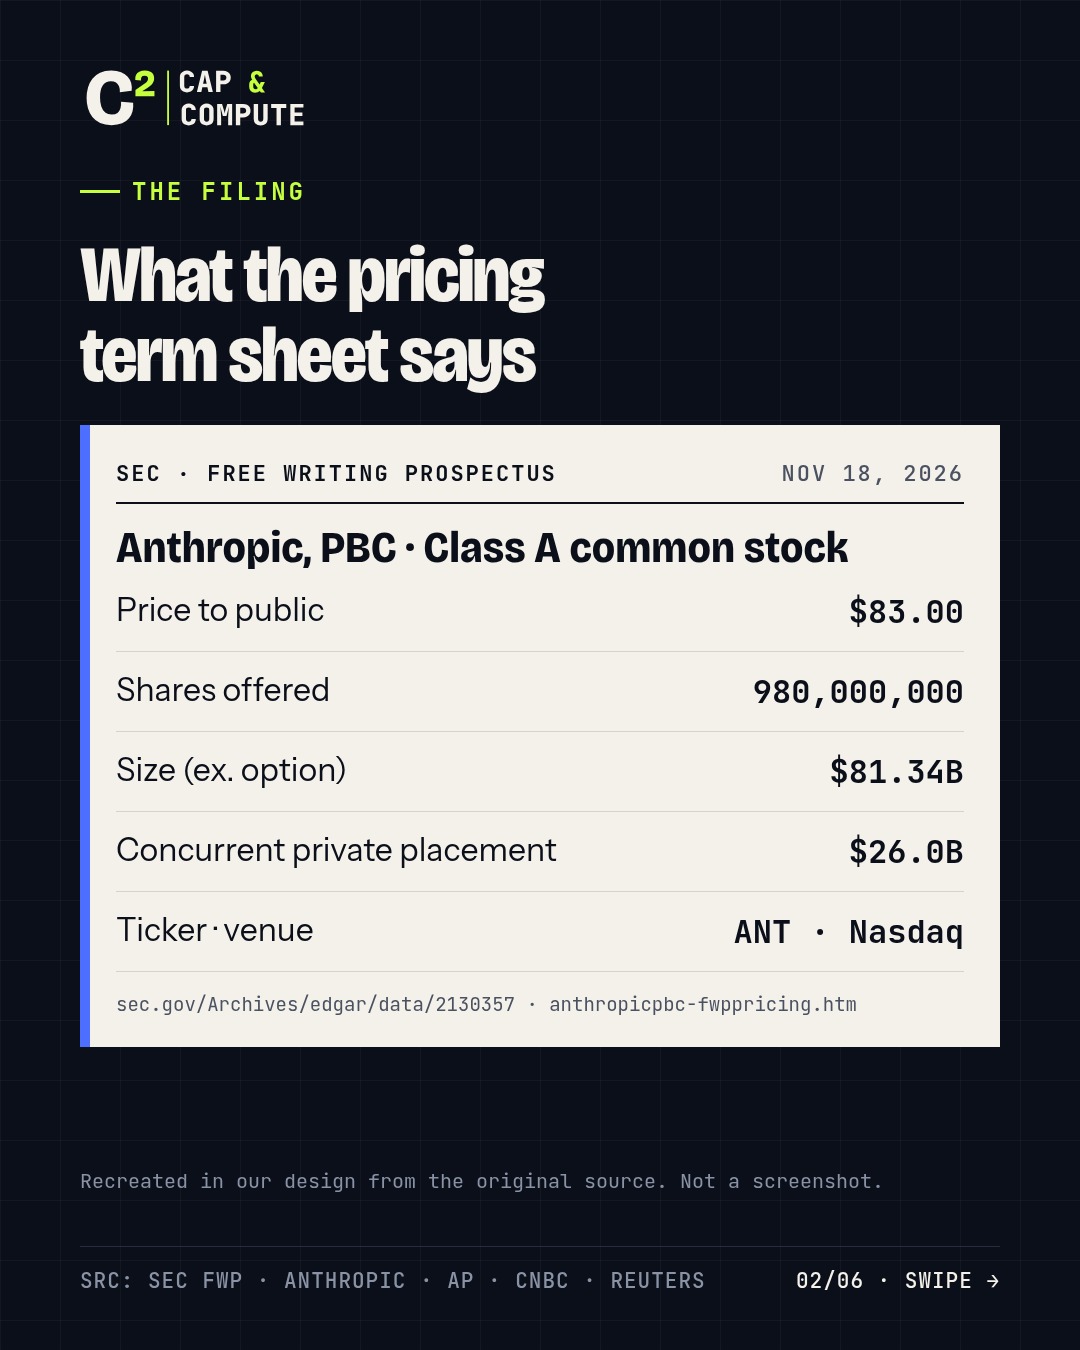 C² CAP &
COMPUTE
THE FILING
What the pricing
term sheet says
SEC · FREE WRITING PROSPECTUS NOV 18, 2026
Anthropic, PBC · Class A common stock
Price to public $83.00
Shares offered 980,000,000
Size (ex. option) $81.34B
Concurrent private placement $26.0B
Ticker · venue ANT · Nasdaq
sec.gov/Archives/edgar/data/2130357 · anthropicpbc-fwppricing.htm
Recreated in our design from the original source. Not a screenshot.
SRC: SEC FWP · ANTHROPIC · AP · CNBC · REUTERS 02/06 · SWIPE →